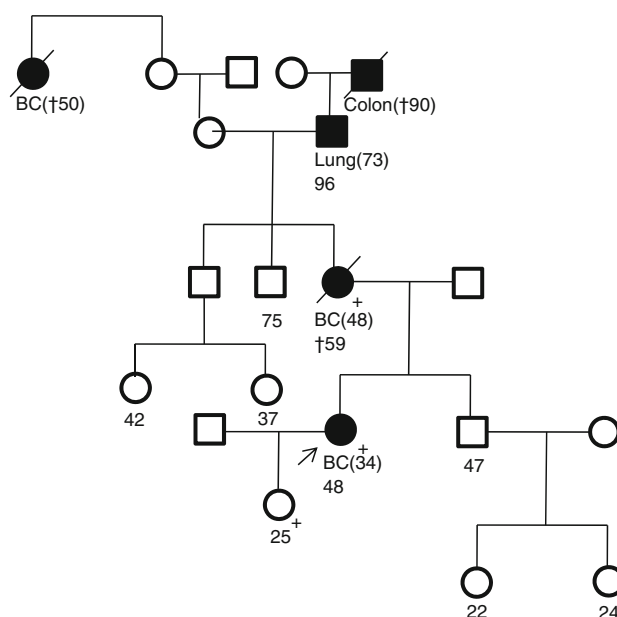 BC(†50)
Colon(†90)
Lung(73)
96
+
75
BC(48)
†59
42
37
+
BC(34)
47
48
+
25
22
24